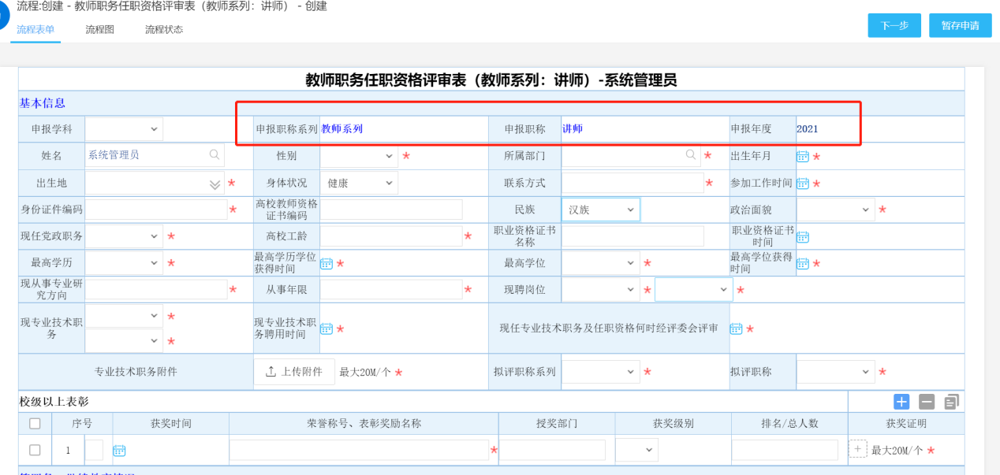 流程:创建 - 教师职务任职资格评审表（教师系列：讲师） - 创建
流程表单 流程图 流程状态 下一步 暂存申请
教师职务任职资格评审表（教师系列：讲师）-系统管理员
基本信息
申报学科 申报职称系列 教师系列 申报职称 讲师 申报年度 2021
姓名 系统管理员 性别 * 所属部门 * 出生年月 *
出生地 * 身体状况 健康 联系方式 * 参加工作时间 *
身份证件编码 * 高校教师资格证书编码 民族 汉族 政治面貌 *
现任党政职务 * 高校工龄 * 职业资格证书名称 职业资格证书时间
最高学历 * 最高学历学位获得时间 * 最高学位 * 最高学位获得时间 *
现从事专业研究方向 * 从事年限 * 现聘岗位 * *
现专业技术职务 * * 现专业技术职务聘用时间 * 现任专业技术职务及任职资格何时经评委会评审 *
专业技术职务附件 上传附件 最大20M/个 * 拟评职称系列 * 拟评职称 *
校级以上表彰
序号 获奖时间 荣誉称号、表彰奖励名称 授奖部门 获奖级别 排名/总人数 获奖证明
1 * 最大20M/个 *